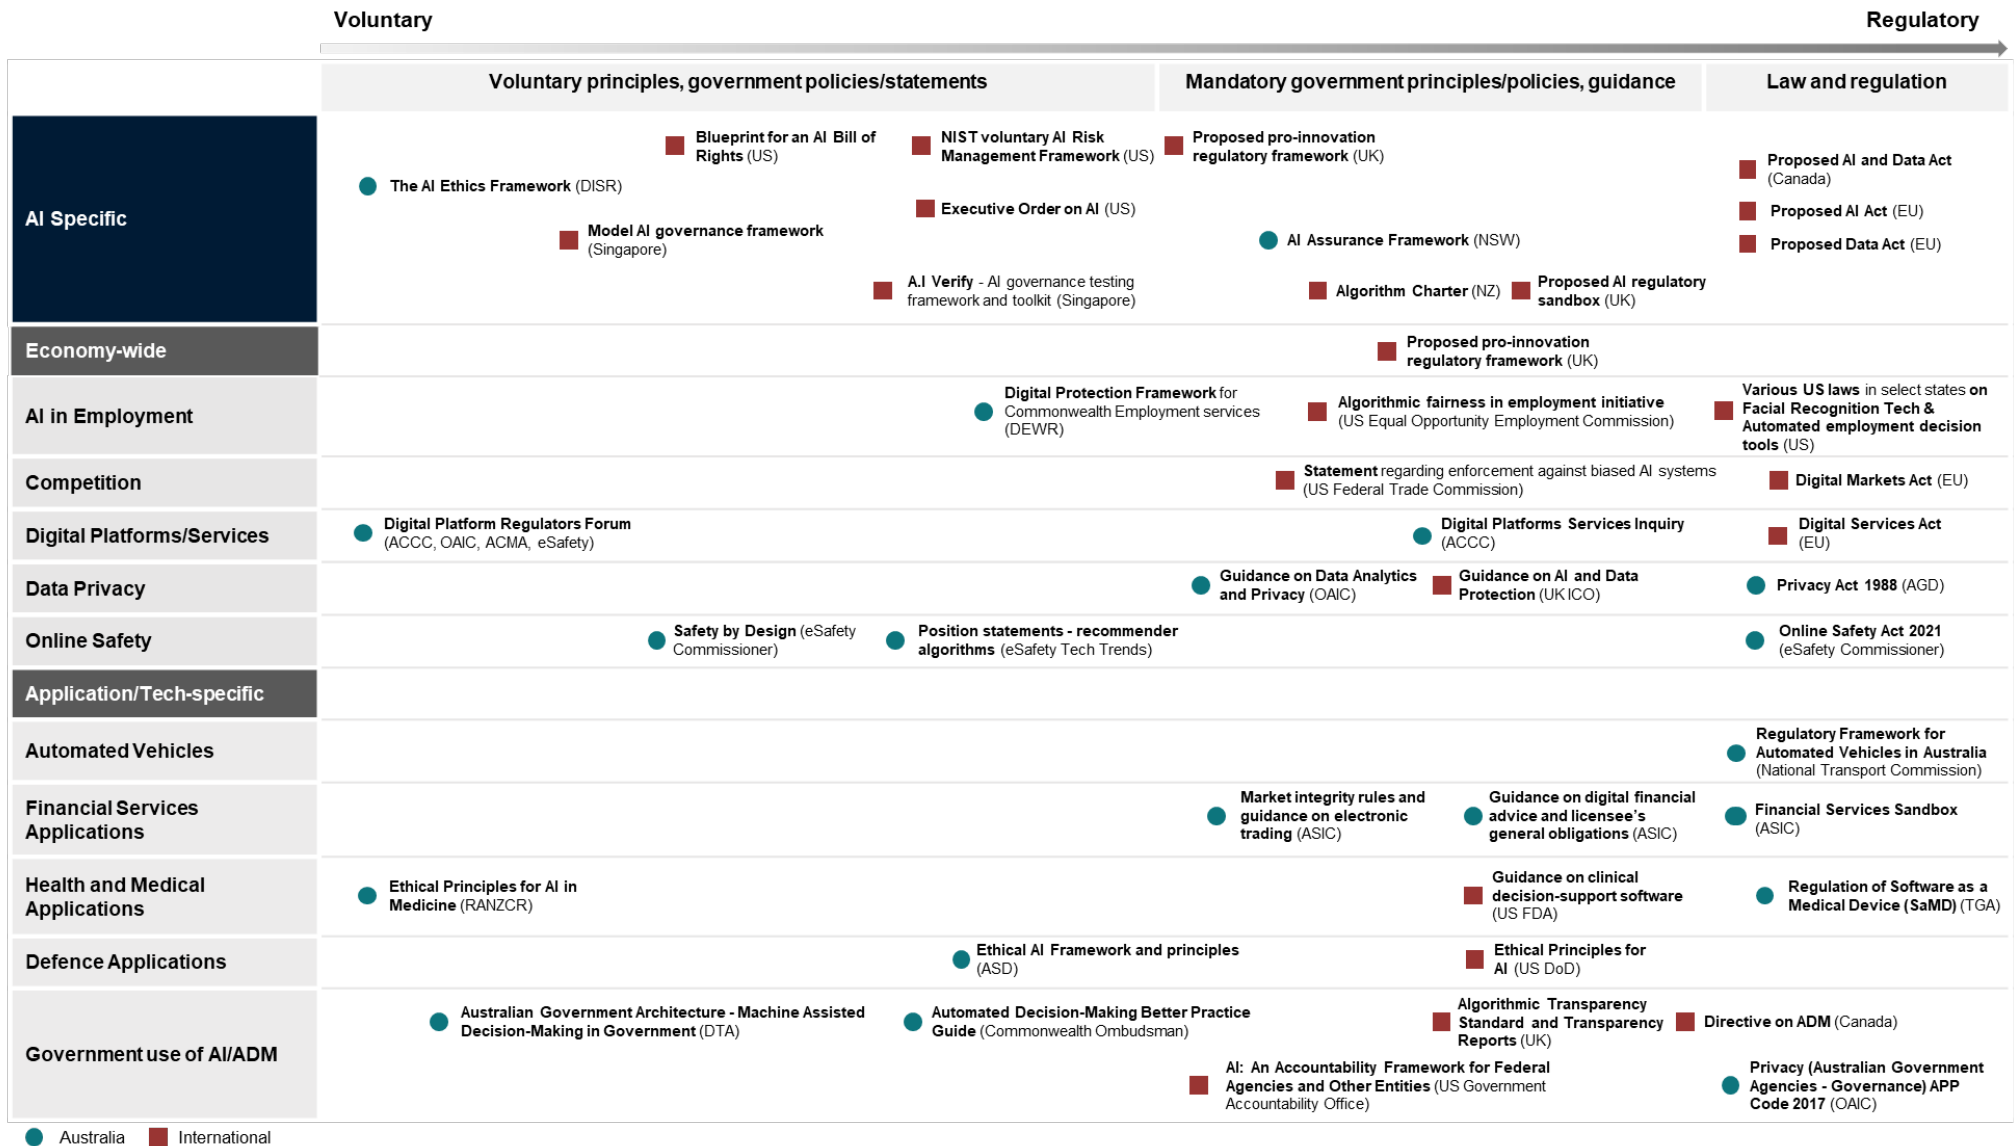 Voluntary
Regulatory
Voluntary principles, government policies/statements
Mandatory government principles/policies, guidance
Law and regulation
AI Specific
Blueprint for an AI Bill of
Rights (US)
NIST voluntary AI Risk
Management Framework (US)
Proposed pro-innovation
regulatory framework (UK)
Proposed AI and Data Act
(Canada)
The AI Ethics Framework (DISR)
Executive Order on AI (US)
Proposed AI Act (EU)
Model AI governance framework
(Singapore)
AI Assurance Framework (NSW)
Proposed Data Act (EU)
A.I Verify - AI governance testing
framework and toolkit (Singapore)
Algorithm Charter (NZ)
Proposed AI regulatory
sandbox (UK)
Economy-wide
Proposed pro-innovation
regulatory framework (UK)
AI in Employment
Digital Protection Framework for
Commonwealth Employment services
(DEWR)
Algorithmic fairness in employment initiative
(US Equal Opportunity Employment Commission)
Various US laws in select states on
Facial Recognition Tech &
Automated employment decision
tools (US)
Competition
Statement regarding enforcement against biased AI systems
(US Federal Trade Commission)
Digital Markets Act (EU)
Digital Platforms/Services
Digital Platform Regulators Forum
(ACCC, OAIC, ACMA, eSafety)
Digital Platforms Services Inquiry
(ACCC)
Digital Services Act
(EU)
Data Privacy
Guidance on Data Analytics
and Privacy (OAIC)
Guidance on AI and Data
Protection (UK ICO)
Privacy Act 1988 (AGD)
Online Safety
Safety by Design (eSafety
Commissioner)
Position statements - recommender
algorithms (eSafety Tech Trends)
Online Safety Act 2021
(eSafety Commissioner)
Application/Tech-specific
Automated Vehicles
Regulatory Framework for
Automated Vehicles in Australia
(National Transport Commission)
Financial Services
Applications
Market integrity rules and
guidance on electronic
trading (ASIC)
Guidance on digital financial
advice and licensee's
general obligations (ASIC)
Financial Services Sandbox
(ASIC)
Health and Medical
Applications
Ethical Principles for AI in
Medicine (RANZCR)
Guidance on clinical
decision-support software
(US FDA)
Regulation of Software as a
Medical Device (SaMD) (TGA)
Defence Applications
Ethical AI Framework and principles
(ASD)
Ethical Principles for
AI (US DoD)
Government use of AI/ADM
Australian Government Architecture - Machine Assisted
Decision-Making in Government (DTA)
Automated Decision-Making Better Practice
Guide (Commonwealth Ombudsman)
Algorithmic Transparency
Standard and Transparency
Reports (UK)
Directive on ADM (Canada)
AI: An Accountability Framework for Federal
Agencies and Other Entities (US Government
Accountability Office)
Privacy (Australian Government
Agencies - Governance) APP
Code 2017 (OAIC)
Australia
International